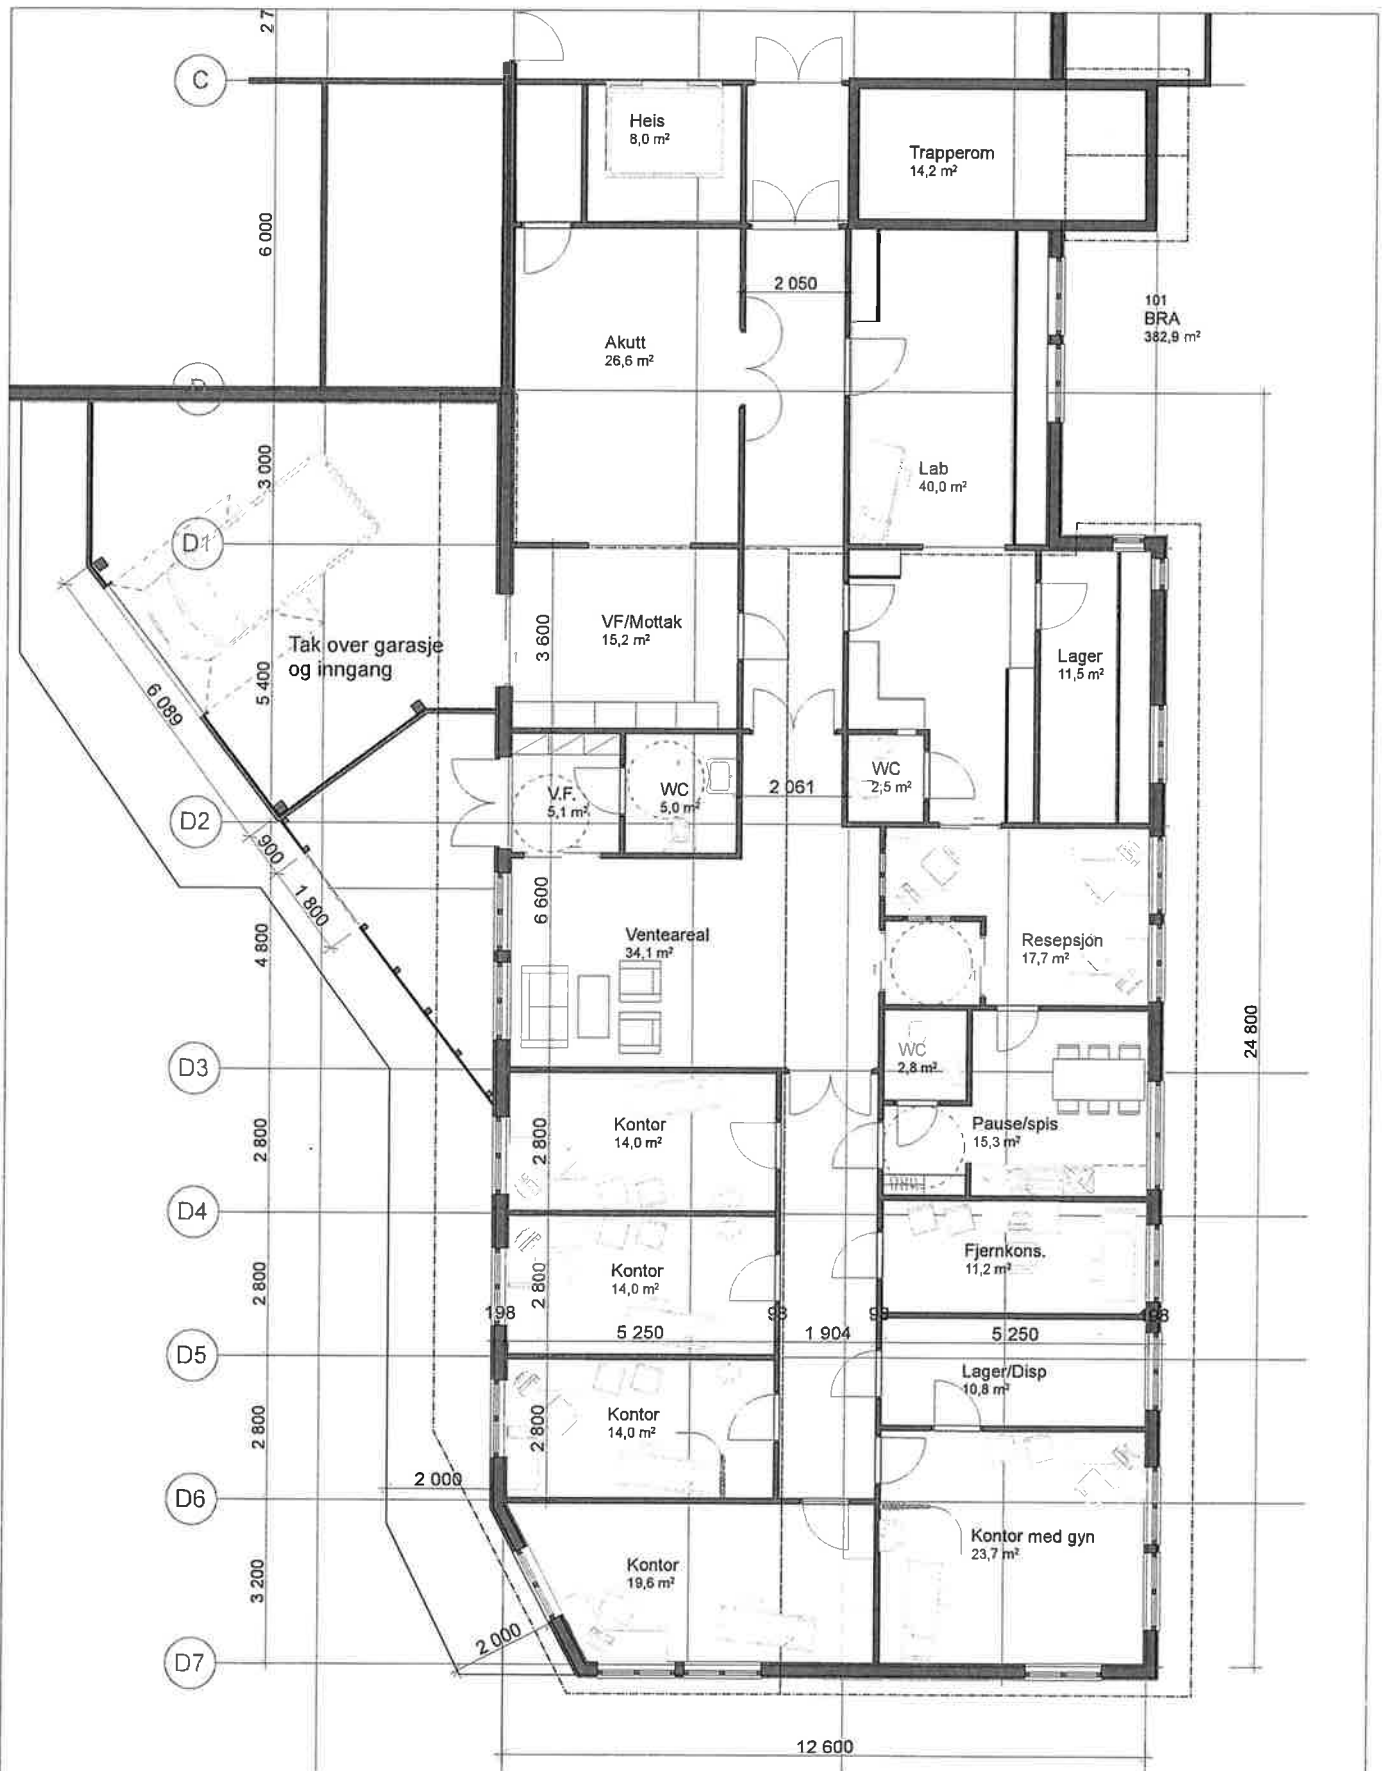 2 7
C
Heis
8,0 m²
Trapperom
14,2 m²
6 000
2 050
101
BRA
382,9 m²
Akutt
26,6 m²
D
3 000
Lab
40,0 m²
D1
VF/Mottak
15,2 m²
3 600
Tak over garasje
og inngang
Lager
11,5 m²
5 400
6 089
V.F.
5,1 m²
WC
5,0 m²
2 061
WC
2,5 m²
D2
900
1 800
6 600
4 800
Venteareal
34,1 m²
Resepsjon
17,7 m²
24 800
WC
2,8 m²
D3
Kontor
14,0 m²
2 800
2 800
Pause/spis
15,3 m²
D4
Fjernkons.
11,2 m²
Kontor
14,0 m²
2 800
2 800
198
98
98
198
5 250
1 904
5 250
D5
Lager/Disp
10,8 m²
Kontor
14,0 m²
2 800
2 800
2 000
D6
Kontor med gyn
23,7 m²
Kontor
19,6 m²
3 200
2 000
D7
12 600